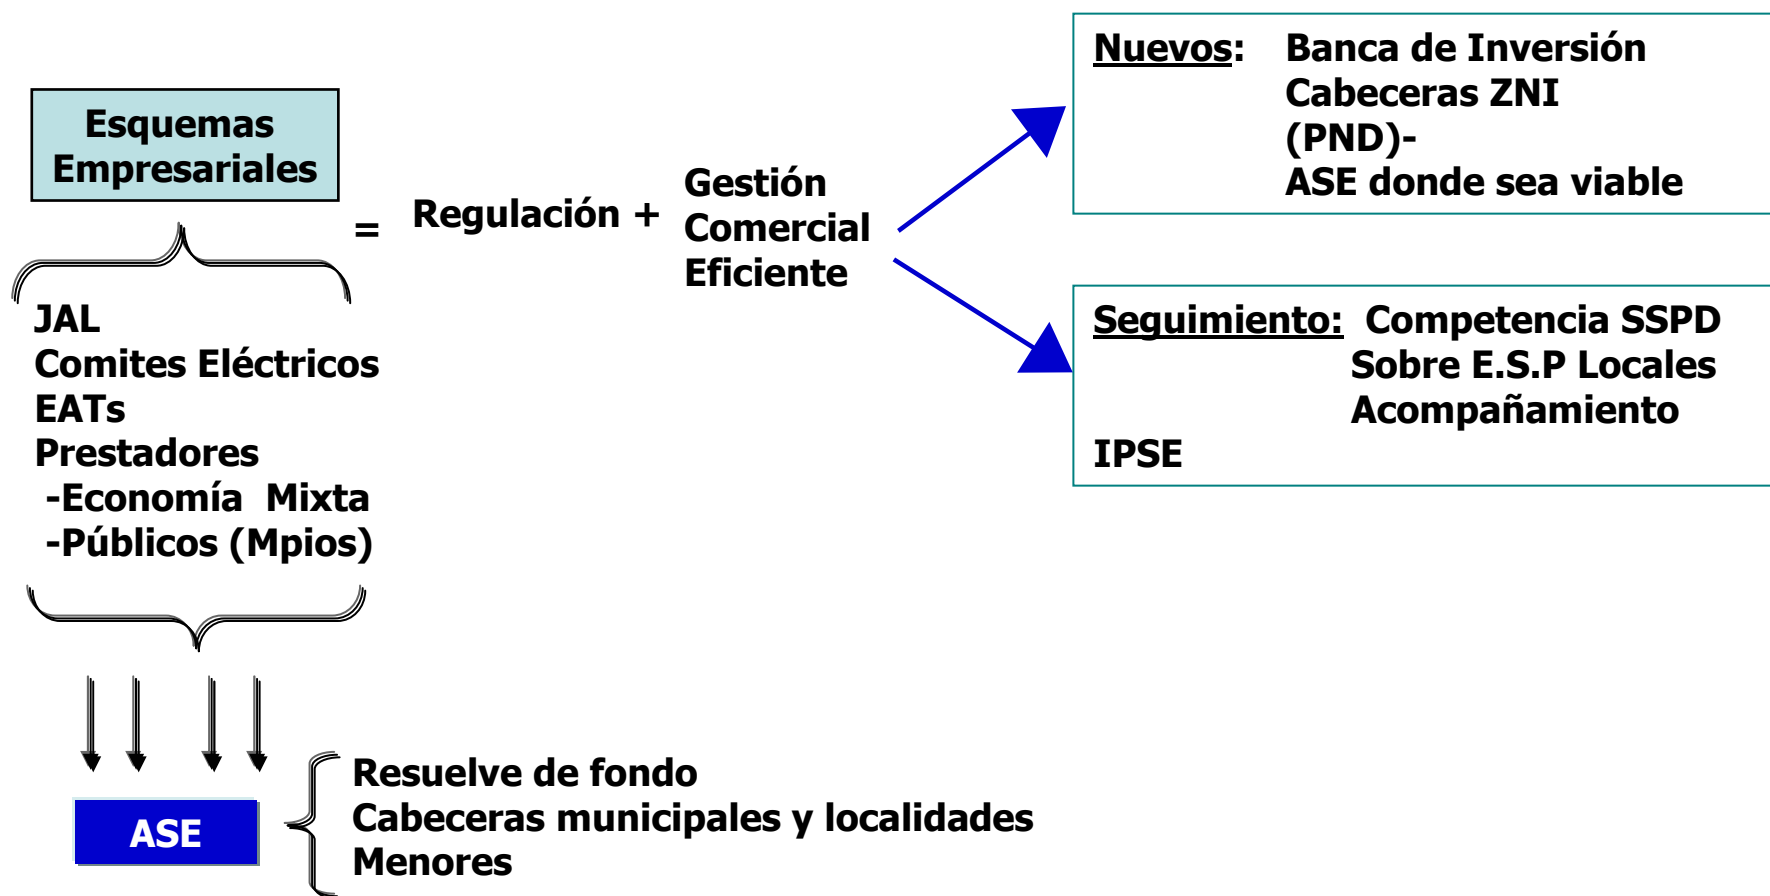 Esquemas
Empresariales
=
Regulación +
Gestión
Comercial
Eficiente
Nuevos: Banca de Inversión
Cabeceras ZNI
(PND)-
ASE donde sea viable
Seguimiento: Competencia SSPD
Sobre E.S.P Locales
Acompañamiento
IPSE
JAL
Comites Eléctricos
EATs
Prestadores
-Economía Mixta
-Públicos (Mpios)
ASE
Resuelve de fondo
Cabeceras municipales y localidades
Menores